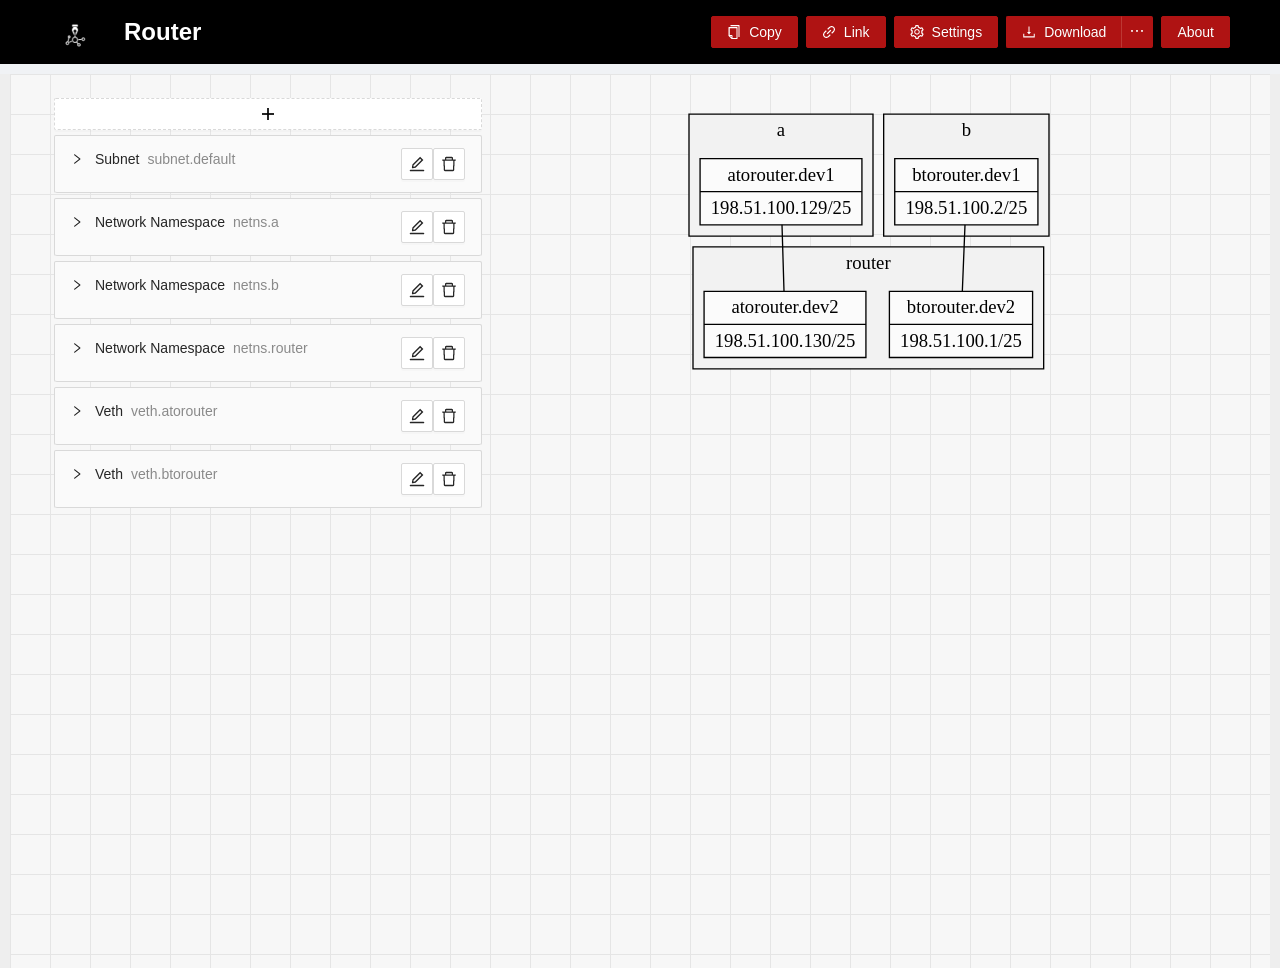 Router
Copy
Link
Settings
Download
...
About
+
Subnet subnet.default
Network Namespace netns.a
Network Namespace netns.b
Network Namespace netns.router
Veth veth.atorouter
Veth veth.btorouter
a
atorouter.dev1
198.51.100.129/25
b
btorouter.dev1
198.51.100.2/25
router
atorouter.dev2
198.51.100.130/25
btorouter.dev2
198.51.100.1/25